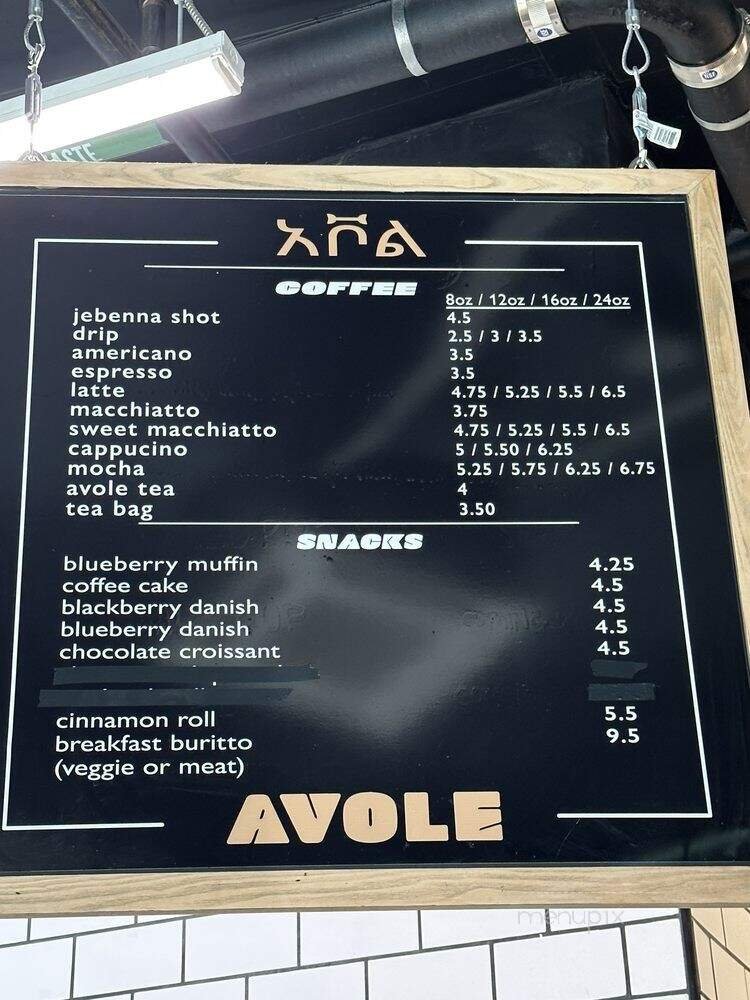 አቦል
COFFEE
8oz / 12oz / 16oz / 24oz
jebenna shot 4.5
drip 2.5 / 3 / 3.5
americano 3.5
espresso 3.5
latte 4.75 / 5.25 / 5.5 / 6.5
macchiatto 3.75
sweet macchiatto 4.75 / 5.25 / 5.5 / 6.5
cappucino 5 / 5.50 / 6.25
mocha 5.25 / 5.75 / 6.25 / 6.75
avole tea 4
tea bag 3.50
SNACKS
blueberry muffin 4.25
coffee cake 4.5
blackberry danish 4.5
blueberry danish 4.5
chocolate croissant 4.5
cinnamon roll 5.5
breakfast buritto 9.5
(veggie or meat)
AVOLE
menupix